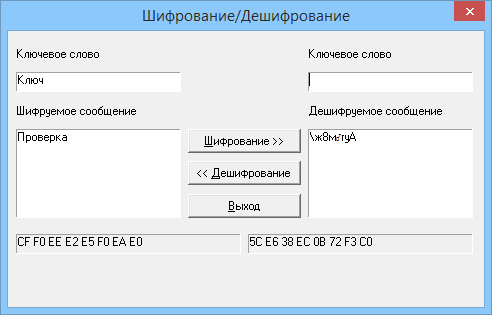 Шифрование/Дешифрование
Ключевое слово
Ключевое слово
Ключ
Шифруемое сообщение
Дешифруемое сообщение
Проверка
\ж8м♂rуА
Шифрование >>
<< Дешифрование
Выход
CF F0 EE E2 E5 F0 EA E0
5C E6 38 EC 0B 72 F3 C0